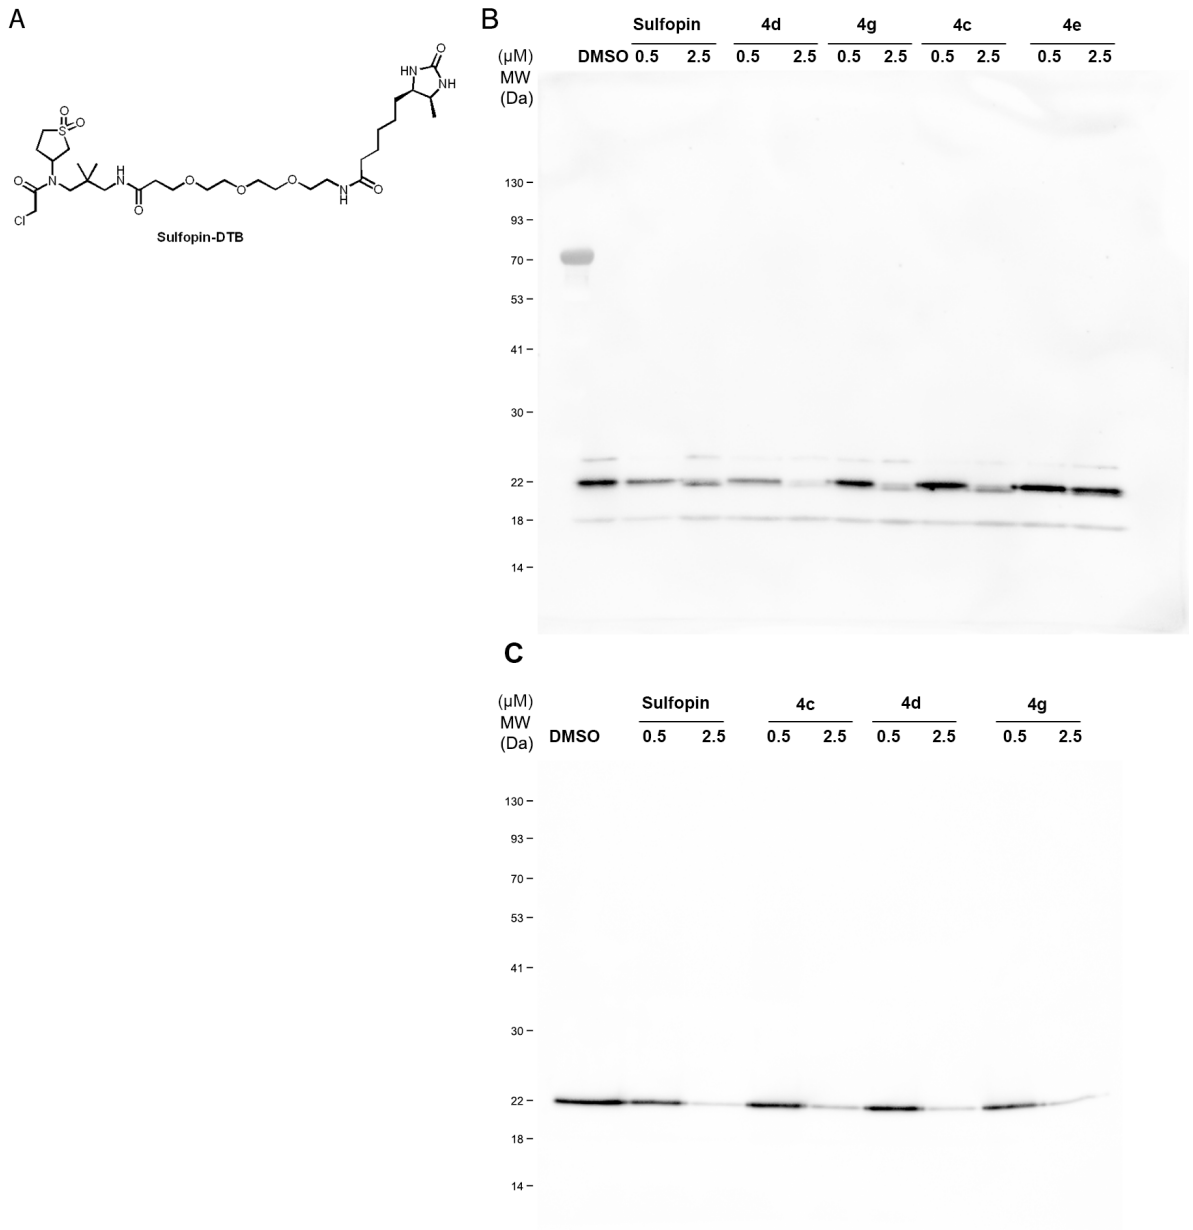 A
O
HN
NH
O
O
S
O
O
N
H
N
O
O
O
O
N
H
O
Cl
Sulfopin-DTB
B
Sulfopin 4d 4g 4c 4e
(µM) DMSO 0.5 2.5 0.5 2.5 0.5 2.5 0.5 2.5 0.5 2.5
MW
(Da)
130
93
70
53
41
30
22
18
14
C
(µM) Sulfopin 4c 4d 4g
MW
(Da) DMSO 0.5 2.5 0.5 2.5 0.5 2.5 0.5 2.5
130
93
70
53
41
30
22
18
14